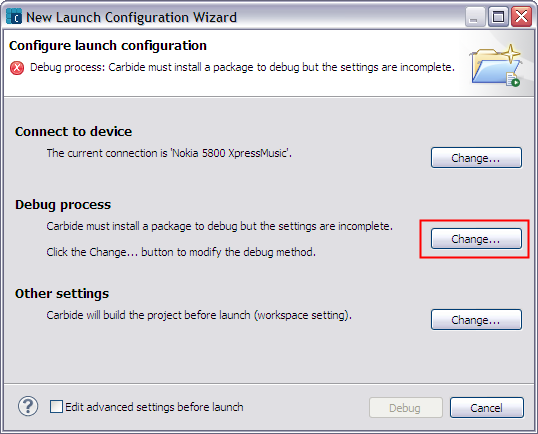 New Launch Configuration Wizard
Configure launch configuration
Debug process: Carbide must install a package to debug but the settings are incomplete.
Connect to device
The current connection is 'Nokia 5800 XpressMusic'.
Change...
Debug process
Carbide must install a package to debug but the settings are incomplete.
Change...
Click the Change... button to modify the debug method.
Other settings
Carbide will build the project before launch (workspace setting).
Change...
Edit advanced settings before launch
Debug
Cancel